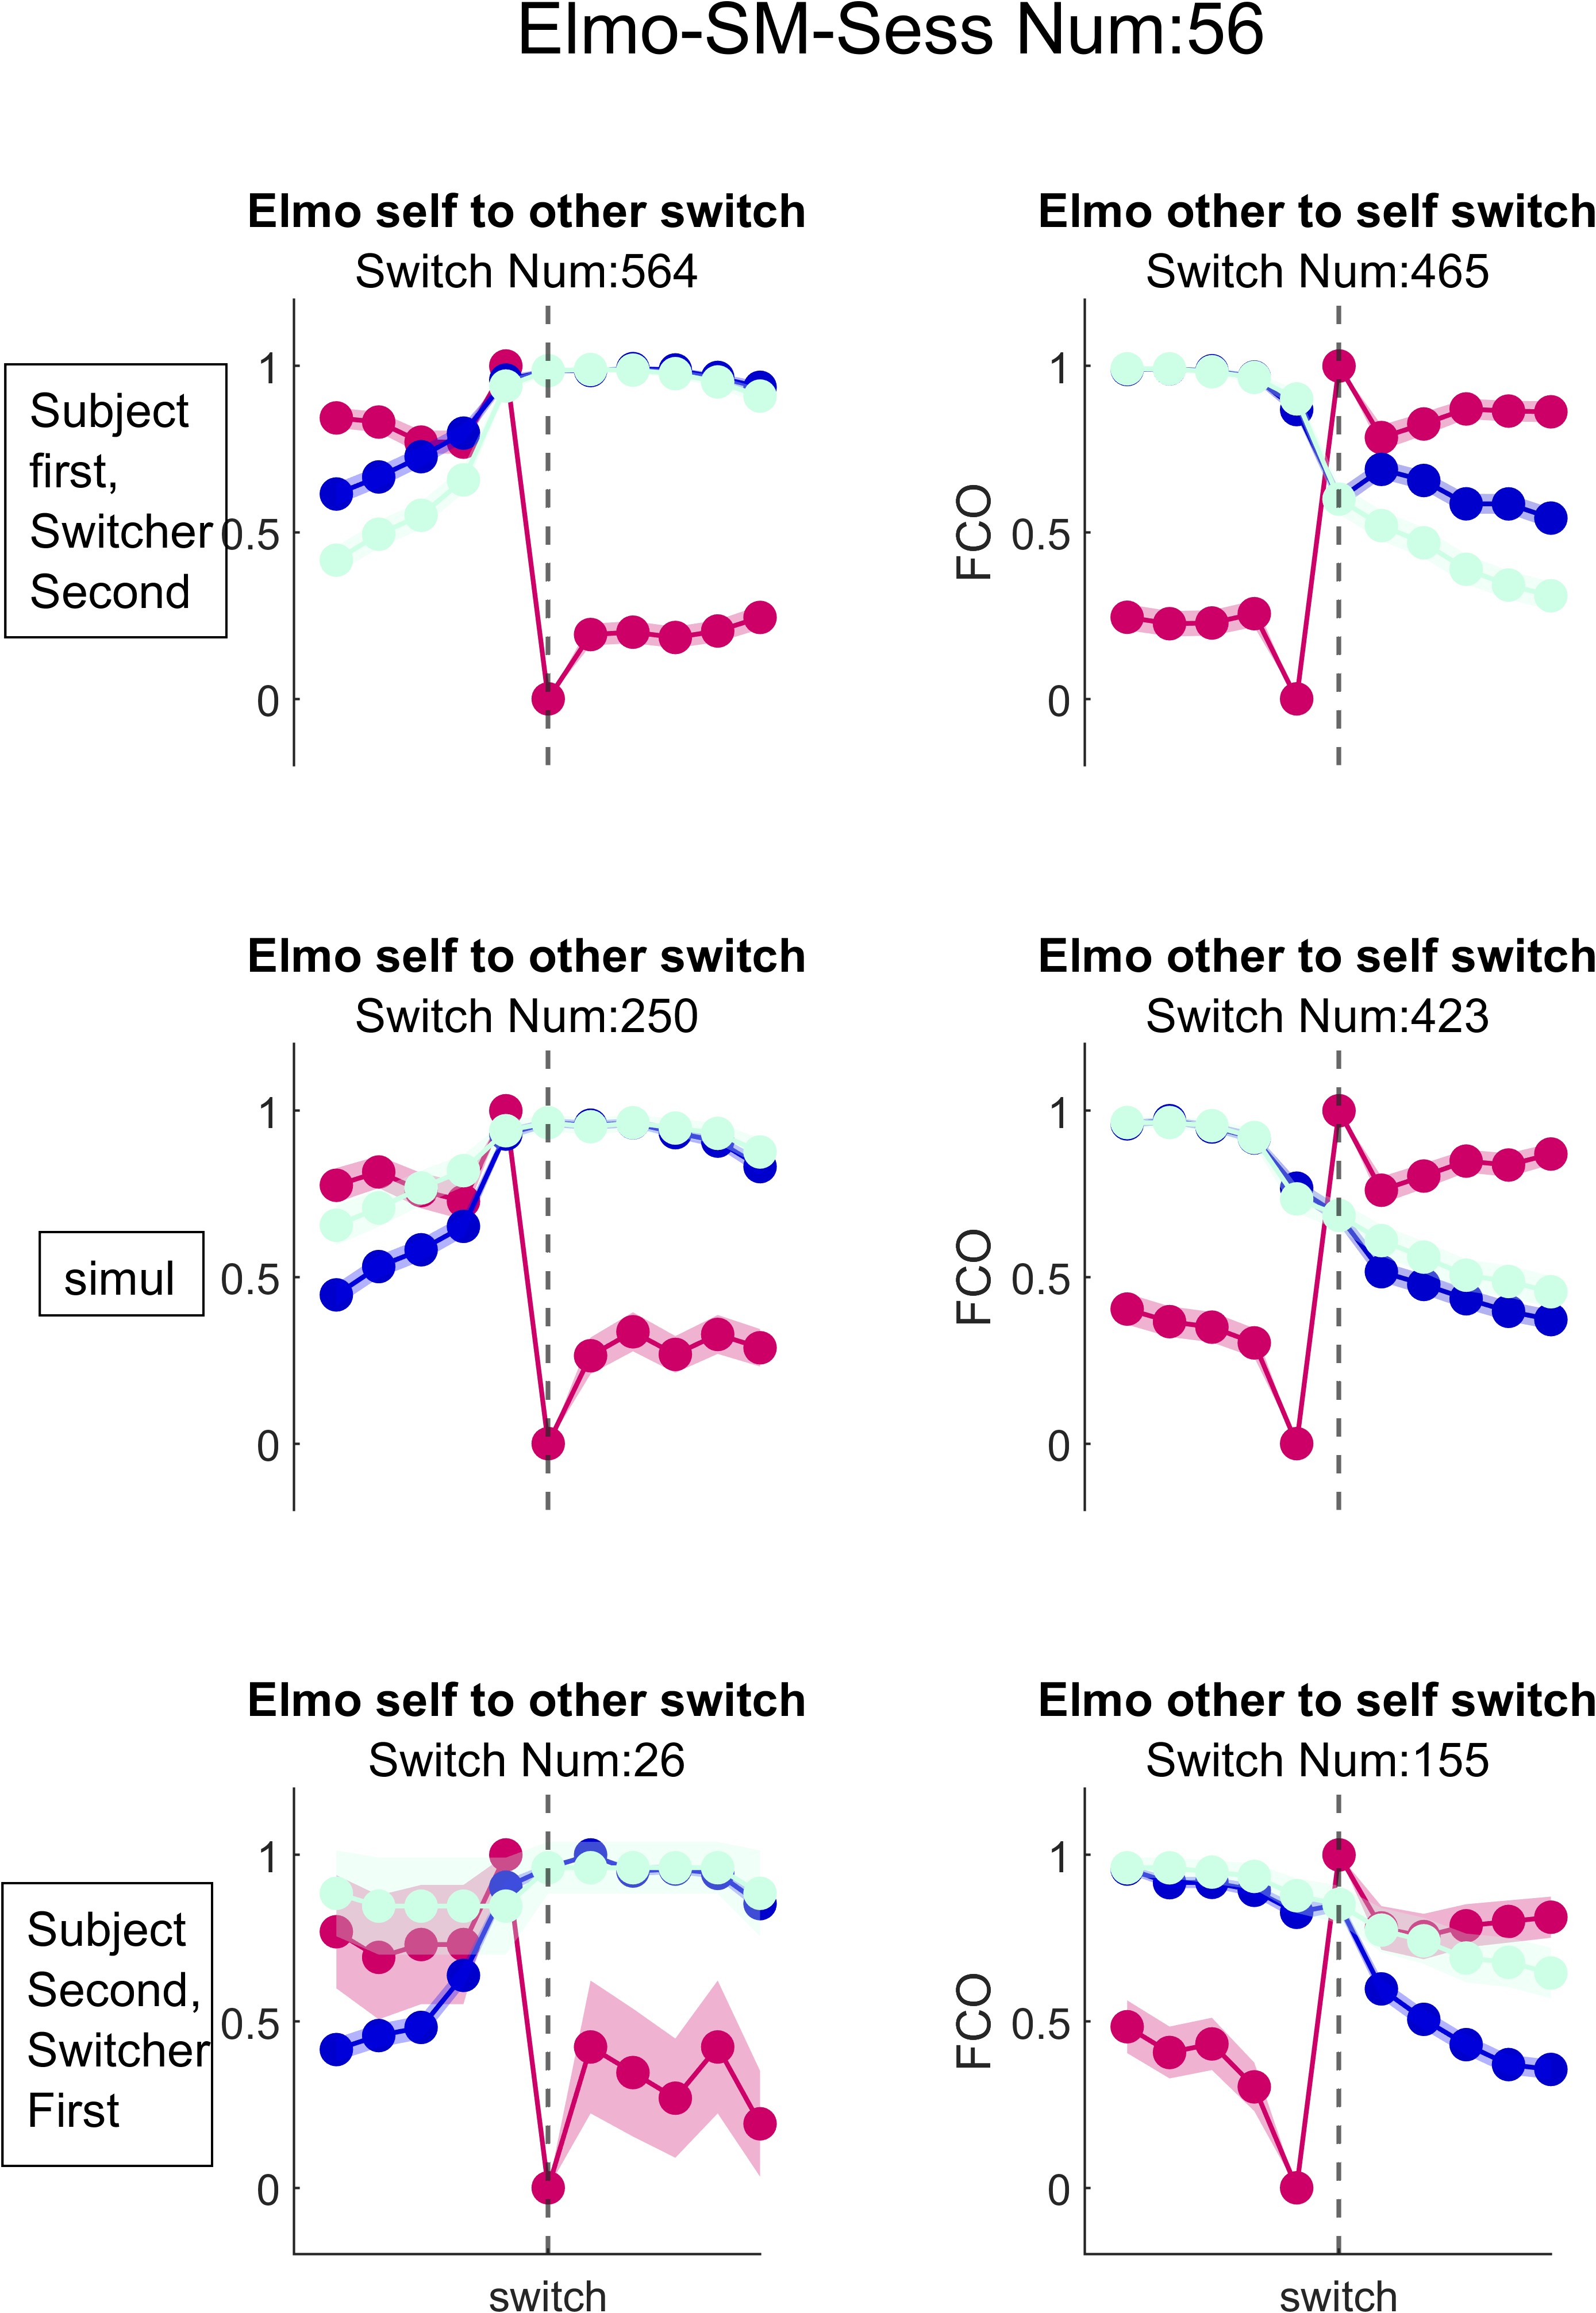 Elmo-SM-Sess Num:56
Elmo self to other switch
Switch Num:564
Elmo other to self switch
Switch Num:465
Subject
first,
Switcher
Second
1
0.5
0
FCO
1
0.5
0
Elmo self to other switch
Switch Num:250
Elmo other to self switch
Switch Num:423
simul
1
0.5
0
FCO
1
0.5
0
Elmo self to other switch
Switch Num:26
Elmo other to self switch
Switch Num:155
Subject
Second,
Switcher
First
1
0.5
0
switch
FCO
1
0.5
0
switch